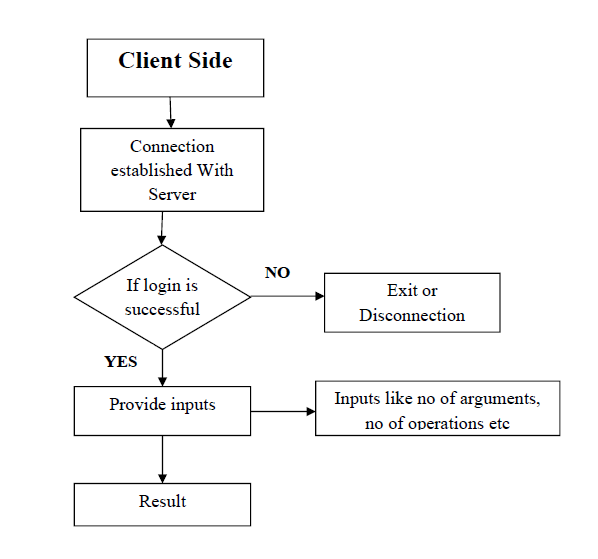 Client Side
Connection
established With
Server
If login is
successful
NO
Exit or
Disconnection
YES
Provide inputs
Inputs like no of arguments,
no of operations etc
Result